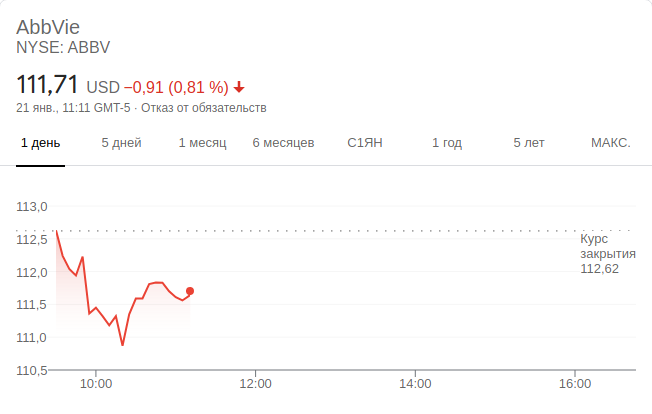 AbbVie
NYSE: ABBV
111,71 USD −0,91 (0,81 %)
21 янв., 11:11 GMT-5 · Отказ от обязательств
1 день 5 дней 1 месяц 6 месяцев С1ЯН 1 год 5 лет МАКС.
113,0
112,5
112,0
111,5
111,0
110,5
Курс
закрытия
112,62
10:00 12:00 14:00 16:00